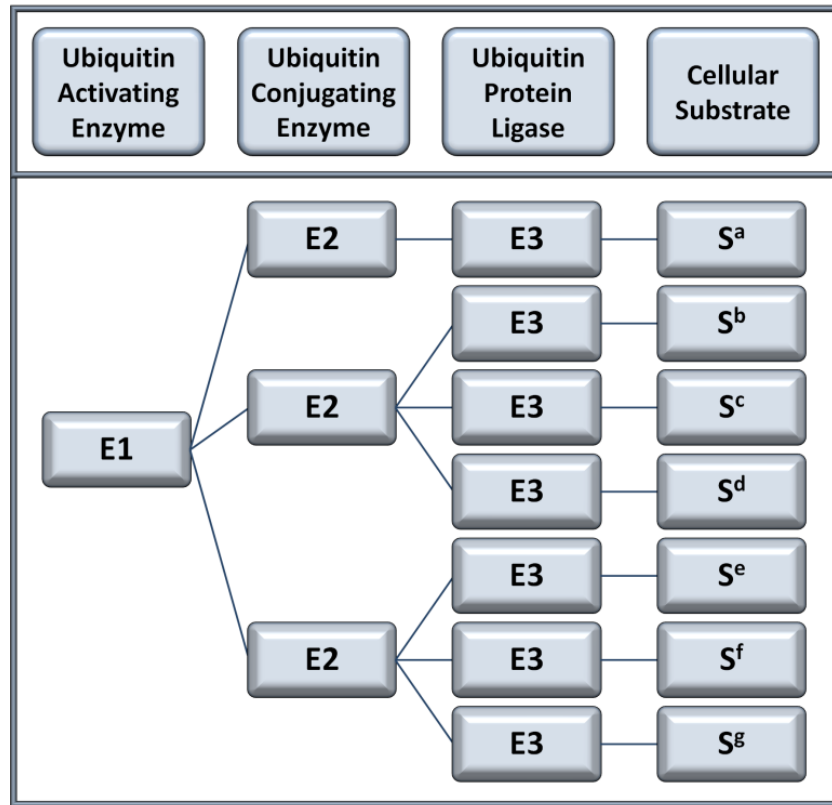 Ubiquitin
Activating
Enzyme
Ubiquitin
Conjugating
Enzyme
Ubiquitin
Protein
Ligase
Cellular
Substrate
E2
E3
Sᵃ
E3
Sᵇ
E2
E3
Sᶜ
E1
E3
Sᵈ
E3
Sᵉ
E2
E3
Sᶠ
E3
Sᵍ